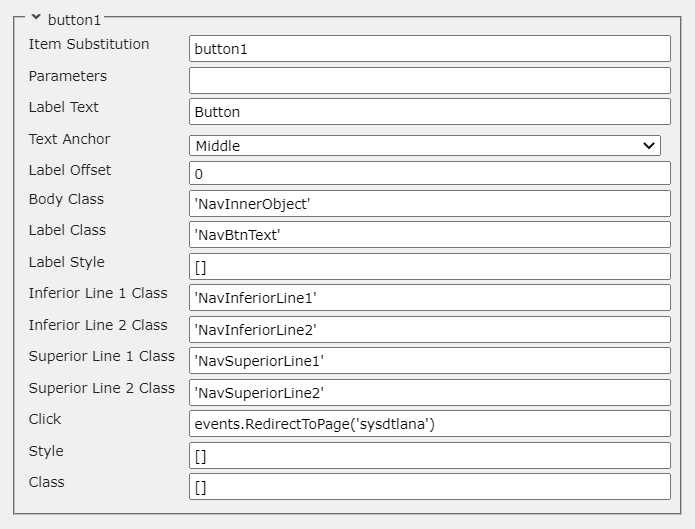 button1
Item Substitution button1
Parameters
Label Text Button
Text Anchor Middle
Label Offset 0
Body Class 'NavInnerObject'
Label Class 'NavBtnText'
Label Style []
Inferior Line 1 Class 'NavInferiorLine1'
Inferior Line 2 Class 'NavInferiorLine2'
Superior Line 1 Class 'NavSuperiorLine1'
Superior Line 2 Class 'NavSuperiorLine2'
Click events.RedirectToPage('sysdtlana')
Style []
Class []